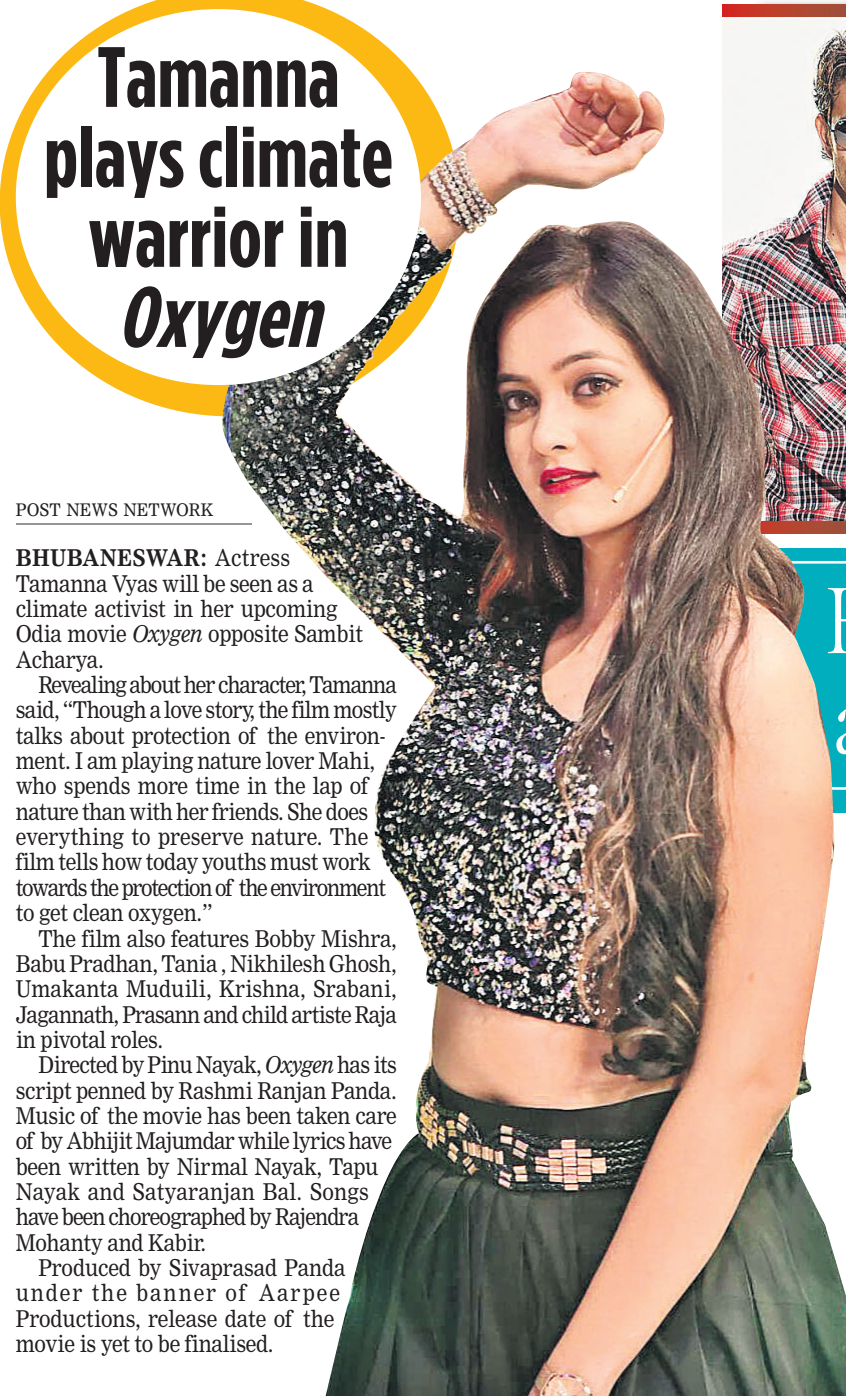 Tamanna
plays climate
warrior in
Oxygen
POST NEWS NETWORK
BHUBANESWAR: Actress
Tamanna Vyas will be seen as a
climate activist in her upcoming
Odia movie Oxygen opposite Sambit
Acharya.
Revealing about her character, Tamanna
said, “Though a love story, the film mostly
talks about protection of the environ-
ment. I am playing nature lover Mahi,
who spends more time in the lap of
nature than with her friends. She does
everything to preserve nature. The
film tells how today youths must work
towards the protection of the environment
to get clean oxygen.”
The film also features Bobby Mishra,
Babu Pradhan, Tania , Nikhilesh Ghosh,
Umakanta Muduili, Krishna, Srabani,
Jagannath, Prasann and child artiste Raja
in pivotal roles.
Directed by Pinu Nayak, Oxygen has its
script penned by Rashmi Ranjan Panda.
Music of the movie has been taken care
of by Abhijit Majumdar while lyrics have
been written by Nirmal Nayak, Tapu
Nayak and Satyaranjan Bal. Songs
have been choreographed by Rajendra
Mohanty and Kabir.
Produced by Sivaprasad Panda
under the banner of Aarpee
Productions, release date of the
movie is yet to be finalised.